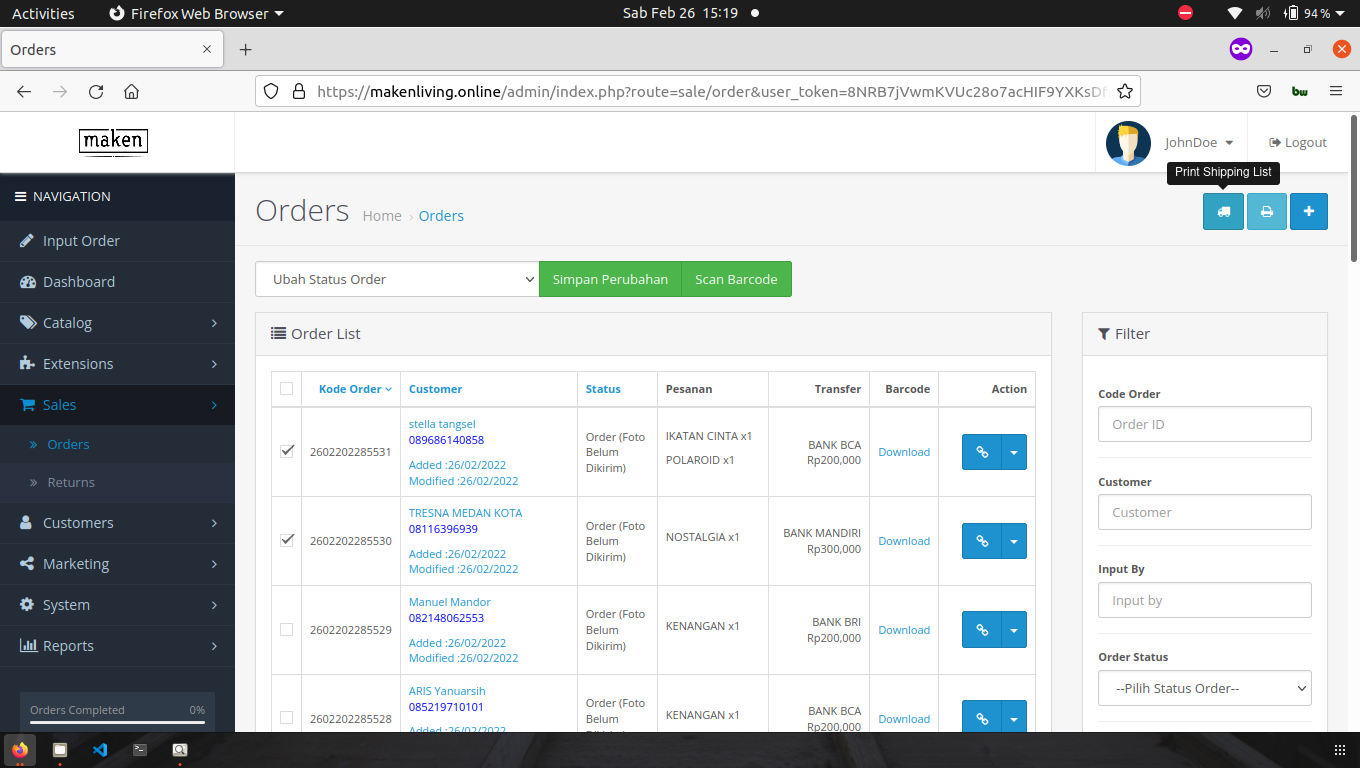 Activities
Firefox Web Browser
Sab Feb 26 15:19
94 %
Orders
https://makenliving.online/admin/index.php?route=sale/order&user_token=8NRB7jVwmKVUc28o7acHIF9YXKsDf
bw
maken
JohnDoe
Logout
Print Shipping List
NAVIGATION
Input Order
Dashboard
Catalog
Extensions
Sales
Orders
Returns
Customers
Marketing
System
Reports
Orders Completed 0%
Orders
Home › Orders
Ubah Status Order
Simpan Perubahan
Scan Barcode
Order List
Kode Order Customer Status Pesanan Transfer Barcode Action
2602202285531
stella tangsel
089686140858
Added :26/02/2022
Modified :26/02/2022
Order (Foto
Belum
Dikirim)
IKATAN CINTA x1
POLAROID x1
BANK BCA
Rp200,000
Download
2602202285530
TRESNA MEDAN KOTA
08116396939
Added :26/02/2022
Modified :26/02/2022
Order (Foto
Belum
Dikirim)
NOSTALGIA x1
BANK MANDIRI
Rp300,000
Download
2602202285529
Manuel Mandor
082148062553
Added :26/02/2022
Modified :26/02/2022
Order (Foto
Belum
Dikirim)
KENANGAN x1
BANK BRI
Rp200,000
Download
2602202285528
ARIS Yanuarsih
085219710101
Added :26/02/2022
Order (Foto
Belum
KENANGAN x1
BANK BCA
Rp200,000
Download
Filter
Code Order
Order ID
Customer
Customer
Input By
Input by
Order Status
--Pilih Status Order--